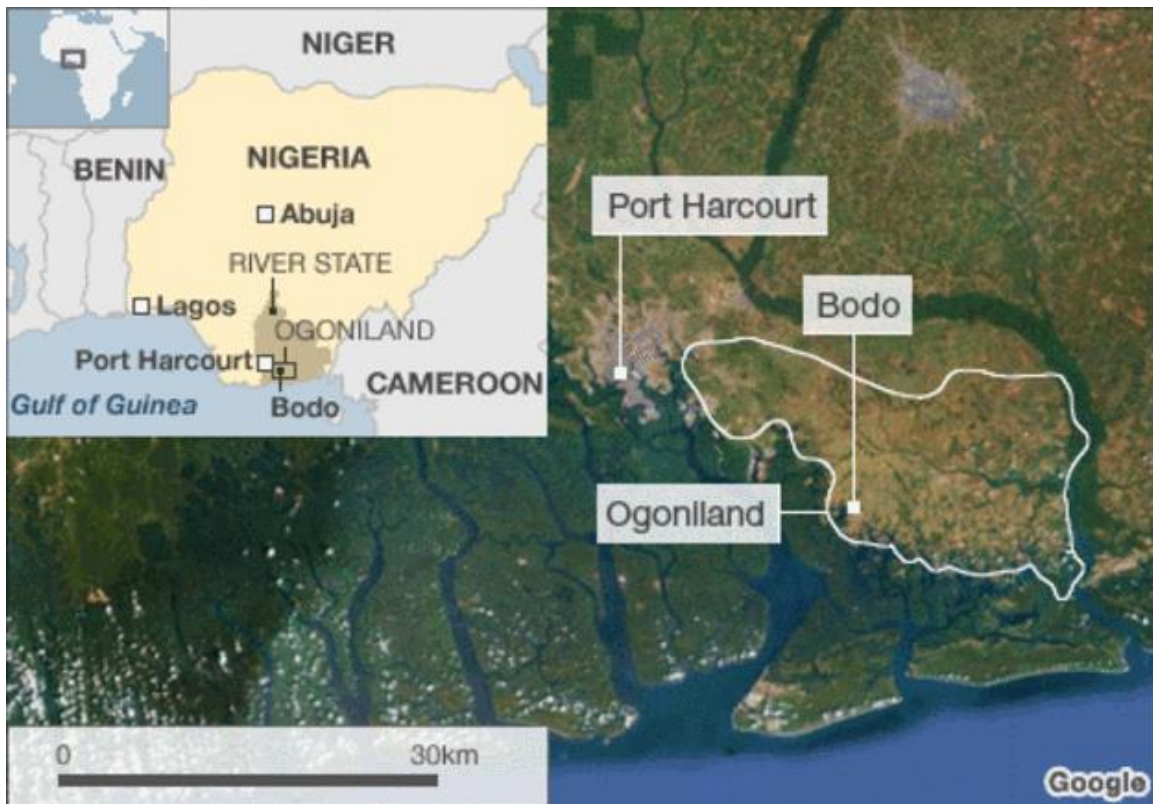 NIGER
BENIN
NIGERIA
Abuja
RIVER STATE
Lagos
OGONILAND
Port Harcourt
CAMEROON
Gulf of Guinea
Bodo
Port Harcourt
Bodo
Ogoniland
0 30km
Google